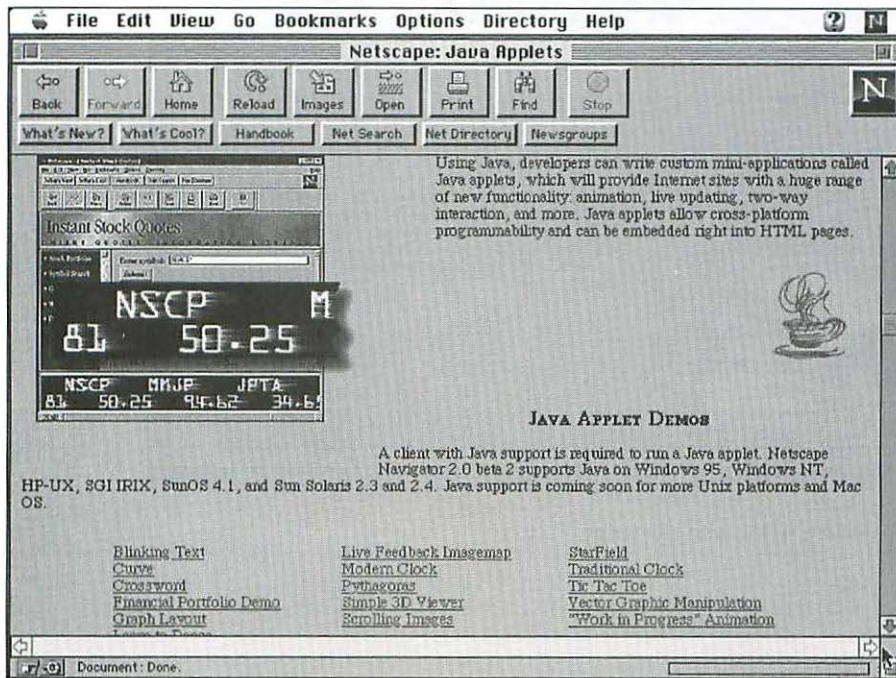 File Edit View Go Bookmarks Options Directory Help
Netscape: Java Applets
Back Forward Home Reload Images Open Print Find Stop
N
What's New? What's Cool? Handbook Net Search Net Directory Newsgroups
Instant Stock Quotes
NSCP M
81 50.25
NSCP MMJP JPTA
81 50.25 94.62 34.6
Using Java, developers can write custom mini-applications called
Java applets, which will provide Internet sites with a huge range
of new functionality: animation, live updating, two-way
interaction, and more. Java applets allow cross-platform
programmability and can be embedded right into HTML pages.
JAVA APPLET DEMOS
A client with Java support is required to run a Java applet. Netscape
Navigator 2.0 beta 2 supports Java on Windows 95, Windows NT,
HP-UX, SGI IRIX, SunOS 4.1, and Sun Solaris 2.3 and 2.4. Java support is coming soon for more Unix platforms and Mac
OS.
Blinking Text Live Feedback Imagemap StarField
Curve Modern Clock Traditional Clock
Crossword Pythagoras Tic Tac Toe
Financial Portfolio Demo Simple 3D Viewer Vector Graphic Manipulation
Graph Layout Scrolling Images "Work in Progress" Animation
Document: Done.